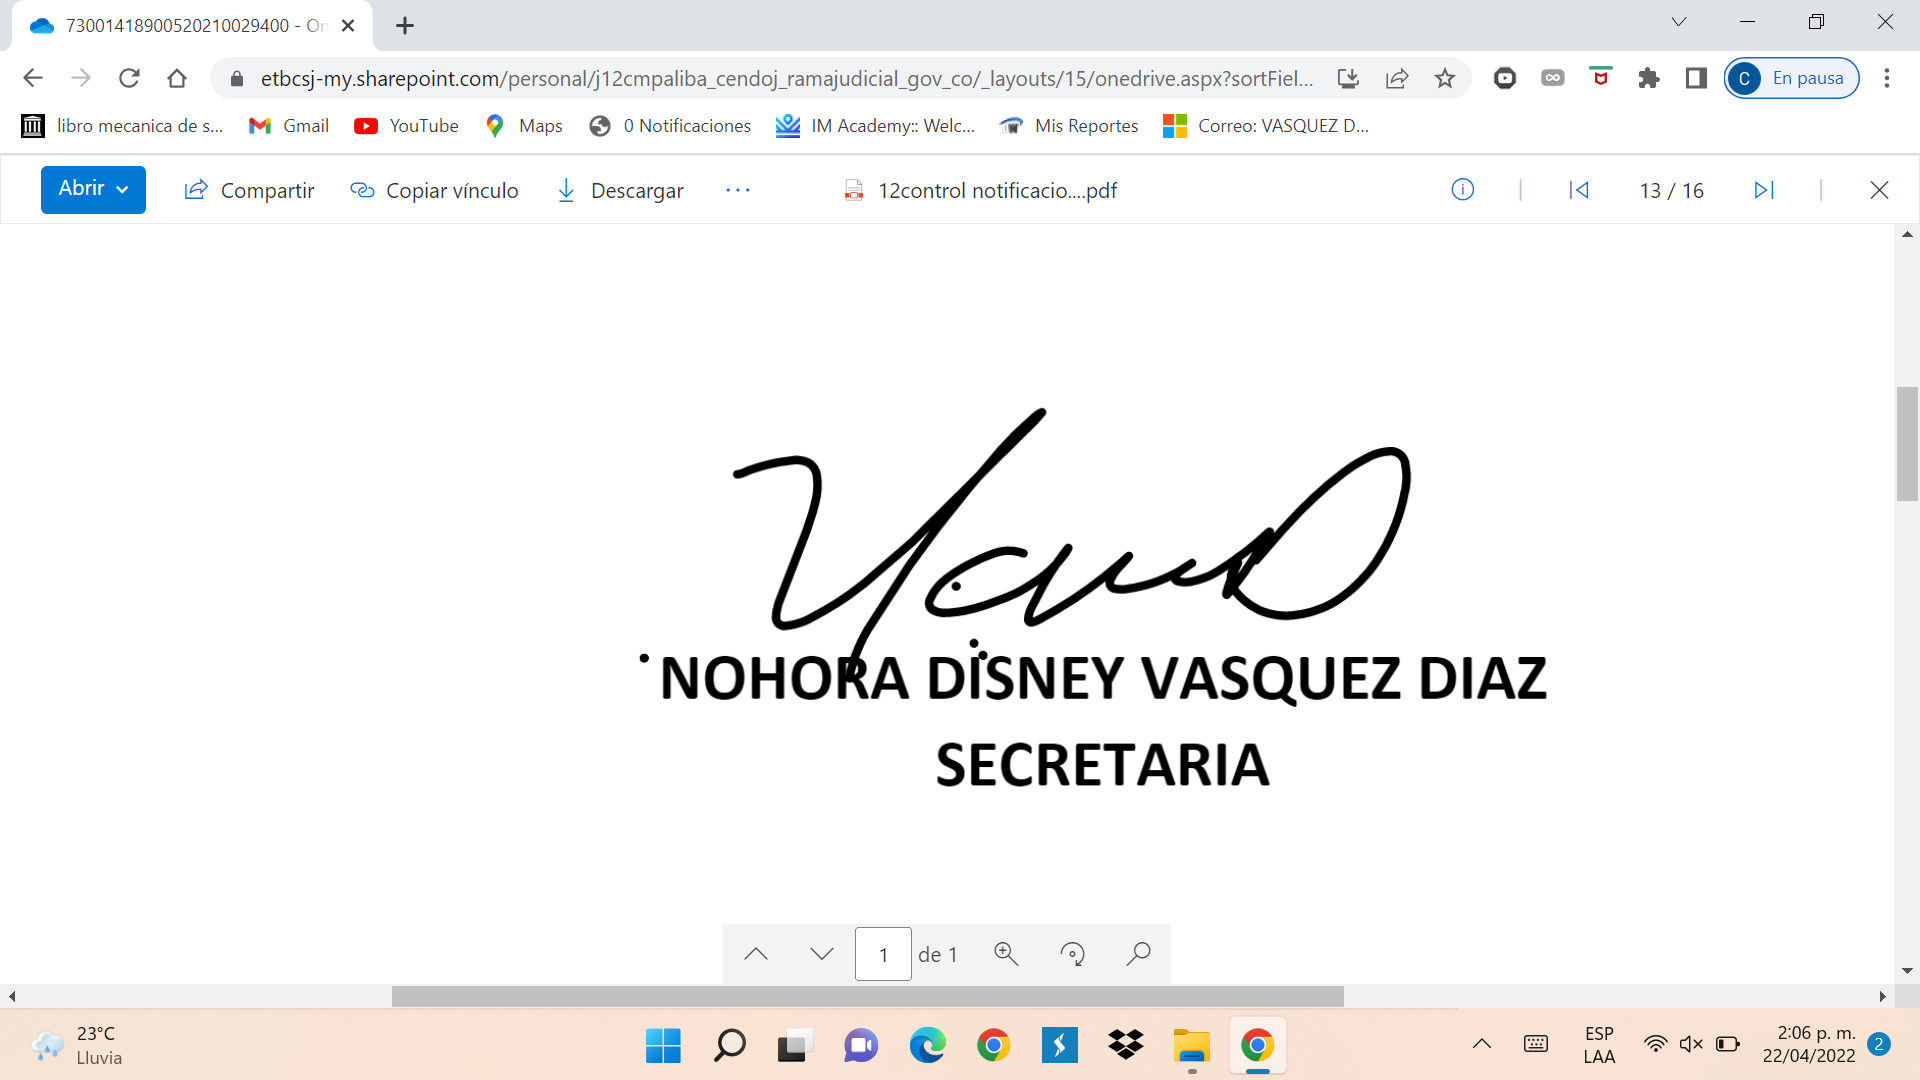 73001418900520210029400 - On
etbcsj-my.sharepoint.com/personal/j12cmpaliba_cendoj_ramajudicial_gov_co/_layouts/15/onedrive.aspx?sortFiel...
C En pausa
libro mecanica de s... Gmail YouTube Maps 0 Notificaciones IM Academy:: Welc... Mis Reportes Correo: VASQUEZ D...
Abrir Compartir Copiar vínculo Descargar ... 12control notificacio....pdf 13 / 16
NOHORA DISNEY VASQUEZ DIAZ
SECRETARIA
1 de 1
23°C
Lluvia
ESP
LAA
2:06 p. m.
22/04/2022
2